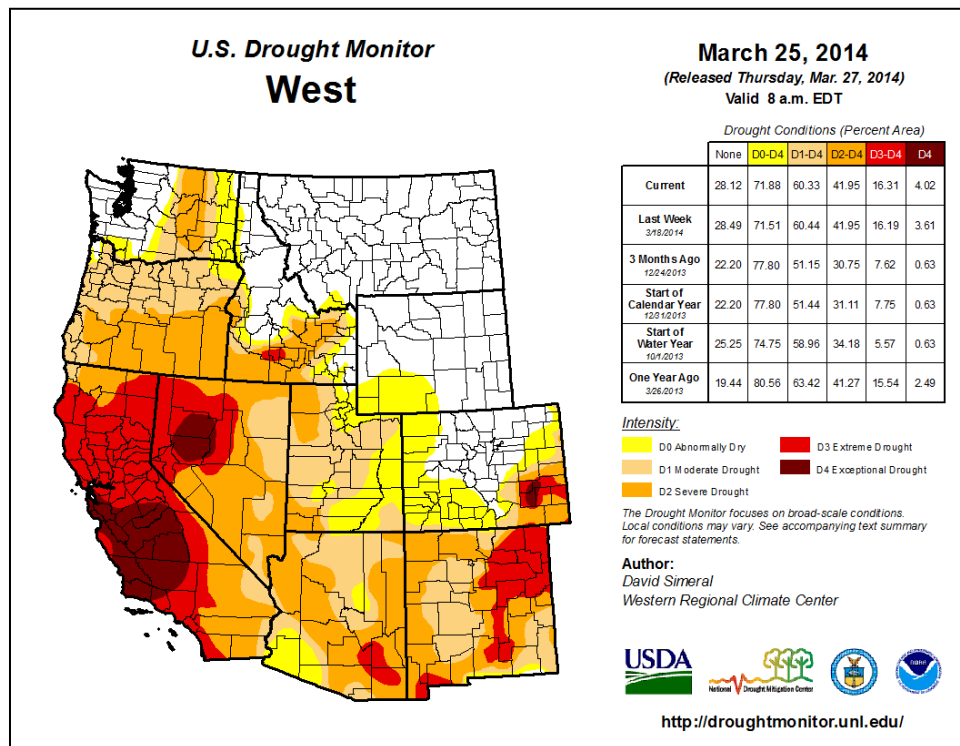 U.S. Drought Monitor
West
March 25, 2014
(Released Thursday, Mar. 27, 2014)
Valid 8 a.m. EDT
Drought Conditions (Percent Area)
None D0-D4 D1-D4 D2-D4 D3-D4 D4
Current 28.12 71.88 60.33 41.95 16.31 4.02
Last Week 28.49 71.51 60.44 41.95 16.19 3.61
3/18/2014
3 Months Ago 22.20 77.80 51.15 30.75 7.62 0.63
12/24/2013
Start of
Calendar Year 22.20 77.80 51.44 31.11 7.75 0.63
12/31/2013
Start of
Water Year 25.25 74.75 58.96 34.18 5.57 0.63
10/1/2013
One Year Ago 19.44 80.56 63.42 41.27 15.54 2.49
3/26/2013
Intensity:
D0 Abnormally Dry D3 Extreme Drought
D1 Moderate Drought D4 Exceptional Drought
D2 Severe Drought
The Drought Monitor focuses on broad-scale conditions.
Local conditions may vary. See accompanying text summary
for forecast statements.
Author:
David Simeral
Western Regional Climate Center
USDA
National Drought Mitigation Center
http://droughtmonitor.unl.edu/